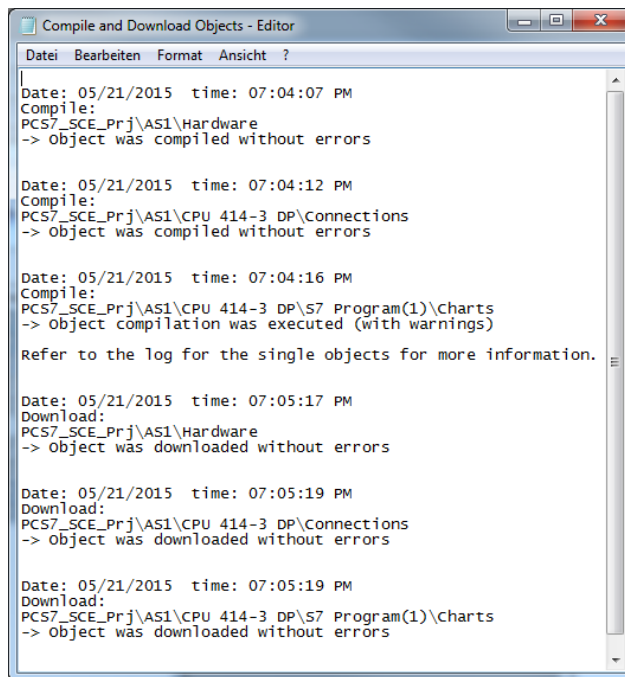 Compile and Download Objects - Editor
Datei Bearbeiten Format Ansicht ?
Date: 05/21/2015 time: 07:04:07 PM
Compile:
PCS7_SCE_Prj\AS1\Hardware
-> Object was compiled without errors
Date: 05/21/2015 time: 07:04:12 PM
Compile:
PCS7_SCE_Prj\AS1\CPU 414-3 DP\Connections
-> Object was compiled without errors
Date: 05/21/2015 time: 07:04:16 PM
Compile:
PCS7_SCE_Prj\AS1\CPU 414-3 DP\S7 Program(1)\Charts
-> Object compilation was executed (with warnings)
Refer to the log for the single objects for more information.
Date: 05/21/2015 time: 07:05:17 PM
Download:
PCS7_SCE_Prj\AS1\Hardware
-> Object was downloaded without errors
Date: 05/21/2015 time: 07:05:19 PM
Download:
PCS7_SCE_Prj\AS1\CPU 414-3 DP\Connections
-> Object was downloaded without errors
Date: 05/21/2015 time: 07:05:19 PM
Download:
PCS7_SCE_Prj\AS1\CPU 414-3 DP\S7 Program(1)\Charts
-> Object was downloaded without errors